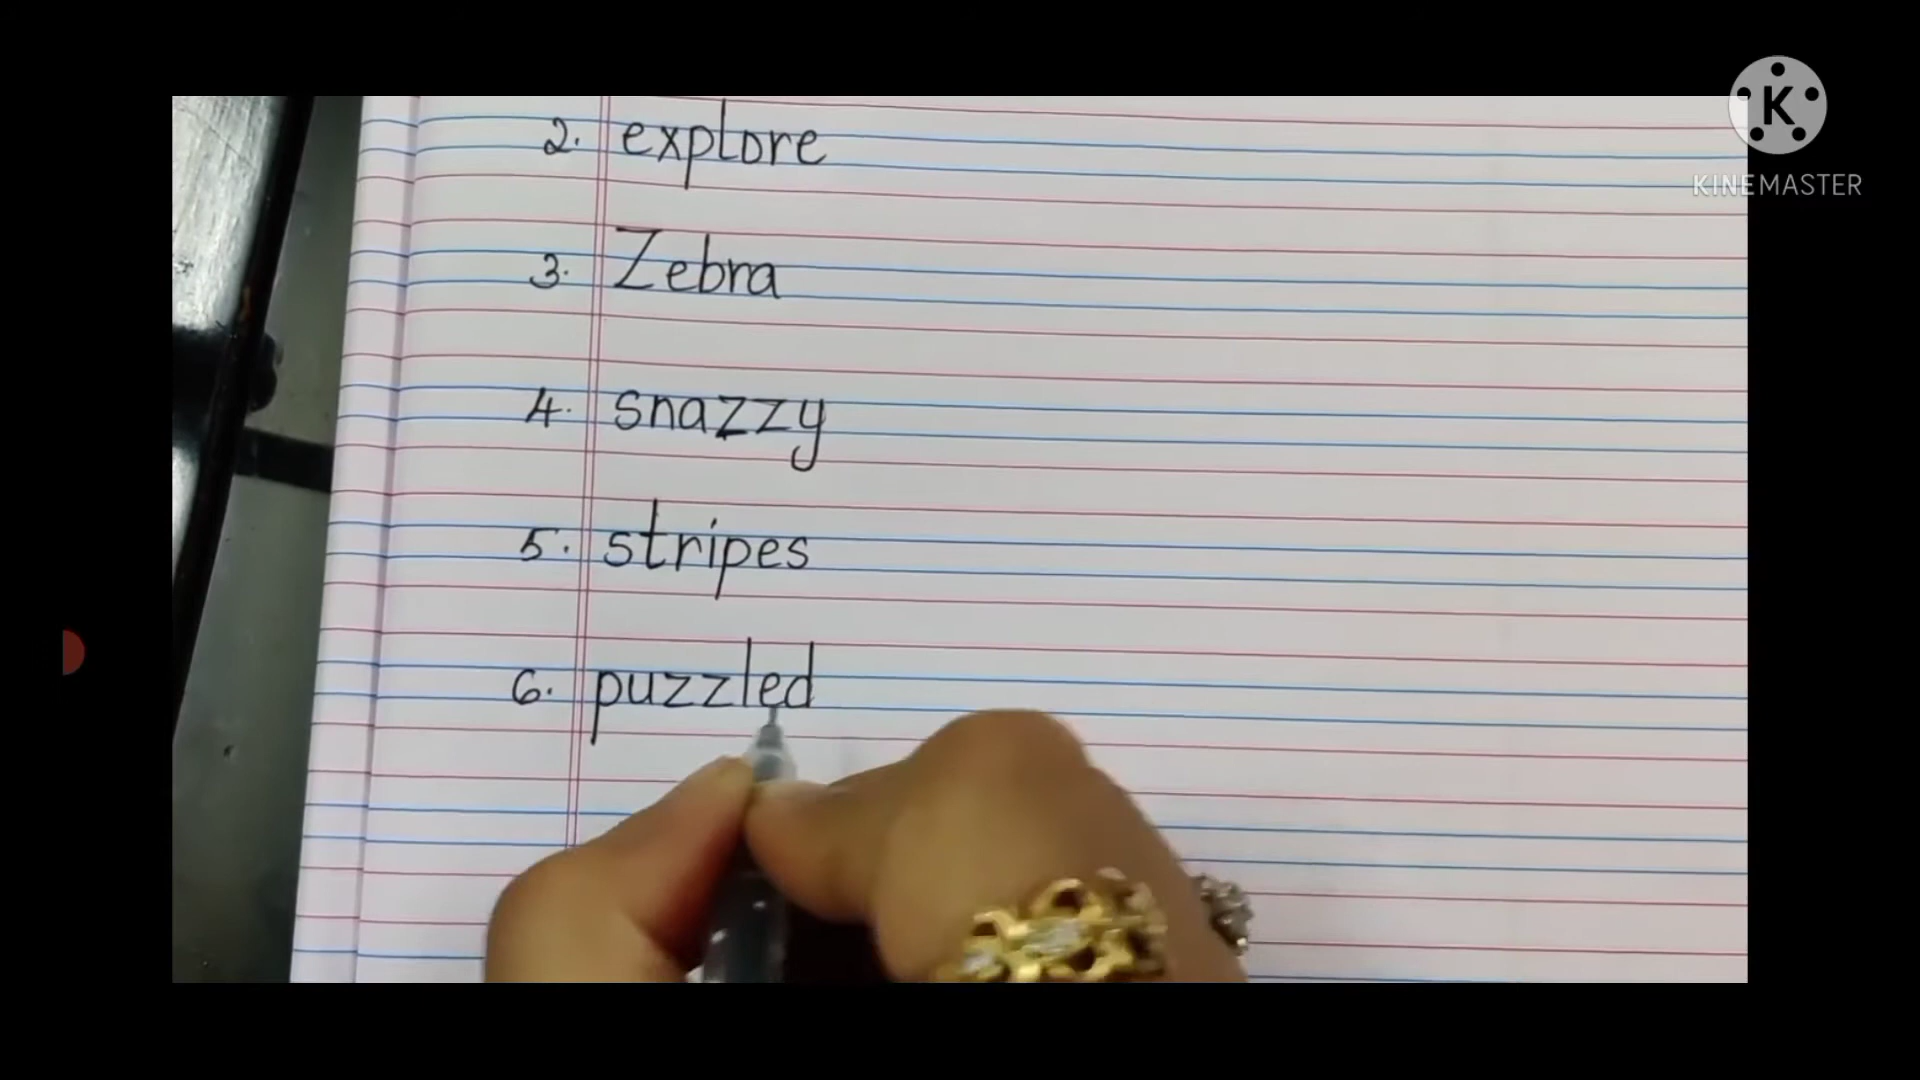 2. explore
3. Zebra
4. snazzy
5. stripes
6. puzzled
K
KINEMASTER